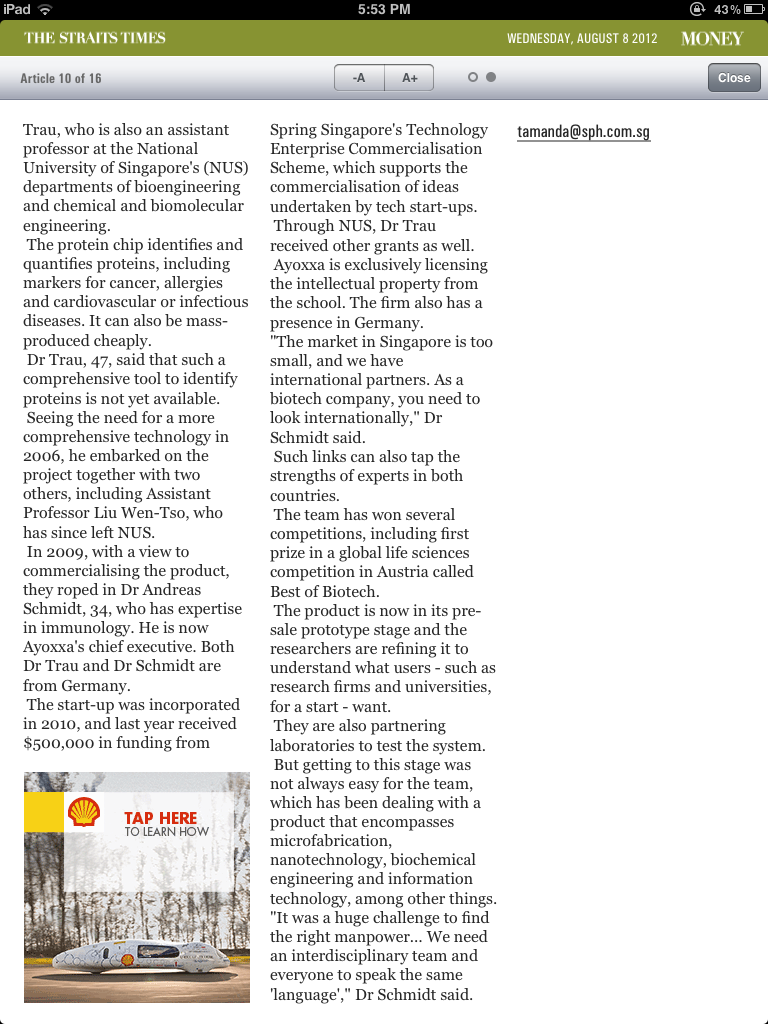 iPad
5:53 PM
43%
THE STRAITS TIMES
WEDNESDAY, AUGUST 8 2012
MONEY
Article 10 of 16
-A
A+
Close
Trau, who is also an assistant
professor at the National
University of Singapore's (NUS)
departments of bioengineering
and chemical and biomolecular
engineering.
The protein chip identifies and
quantifies proteins, including
markers for cancer, allergies
and cardiovascular or infectious
diseases. It can also be mass-
produced cheaply.
Dr Trau, 47, said that such a
comprehensive tool to identify
proteins is not yet available.
Seeing the need for a more
comprehensive technology in
2006, he embarked on the
project together with two
others, including Assistant
Professor Liu Wen-Tso, who
has since left NUS.
In 2009, with a view to
commercialising the product,
they roped in Dr Andreas
Schmidt, 34, who has expertise
in immunology. He is now
Ayoxxa's chief executive. Both
Dr Trau and Dr Schmidt are
from Germany.
The start-up was incorporated
in 2010, and last year received
$500,000 in funding from
TAP HERE
TO LEARN HOW
Spring Singapore's Technology
Enterprise Commercialisation
Scheme, which supports the
commercialisation of ideas
undertaken by tech start-ups.
Through NUS, Dr Trau
received other grants as well.
Ayoxxa is exclusively licensing
the intellectual property from
the school. The firm also has a
presence in Germany.
"The market in Singapore is too
small, and we have
international partners. As a
biotech company, you need to
look internationally," Dr
Schmidt said.
Such links can also tap the
strengths of experts in both
countries.
The team has won several
competitions, including first
prize in a global life sciences
competition in Austria called
Best of Biotech.
The product is now in its pre-
sale prototype stage and the
researchers are refining it to
understand what users - such as
research firms and universities,
for a start - want.
They are also partnering
laboratories to test the system.
But getting to this stage was
not always easy for the team,
which has been dealing with a
product that encompasses
microfabrication,
nanotechnology, biochemical
engineering and information
technology, among other things.
"It was a huge challenge to find
the right manpower... We need
an interdisciplinary team and
everyone to speak the same
'language'," Dr Schmidt said.
tamanda@sph.com.sg